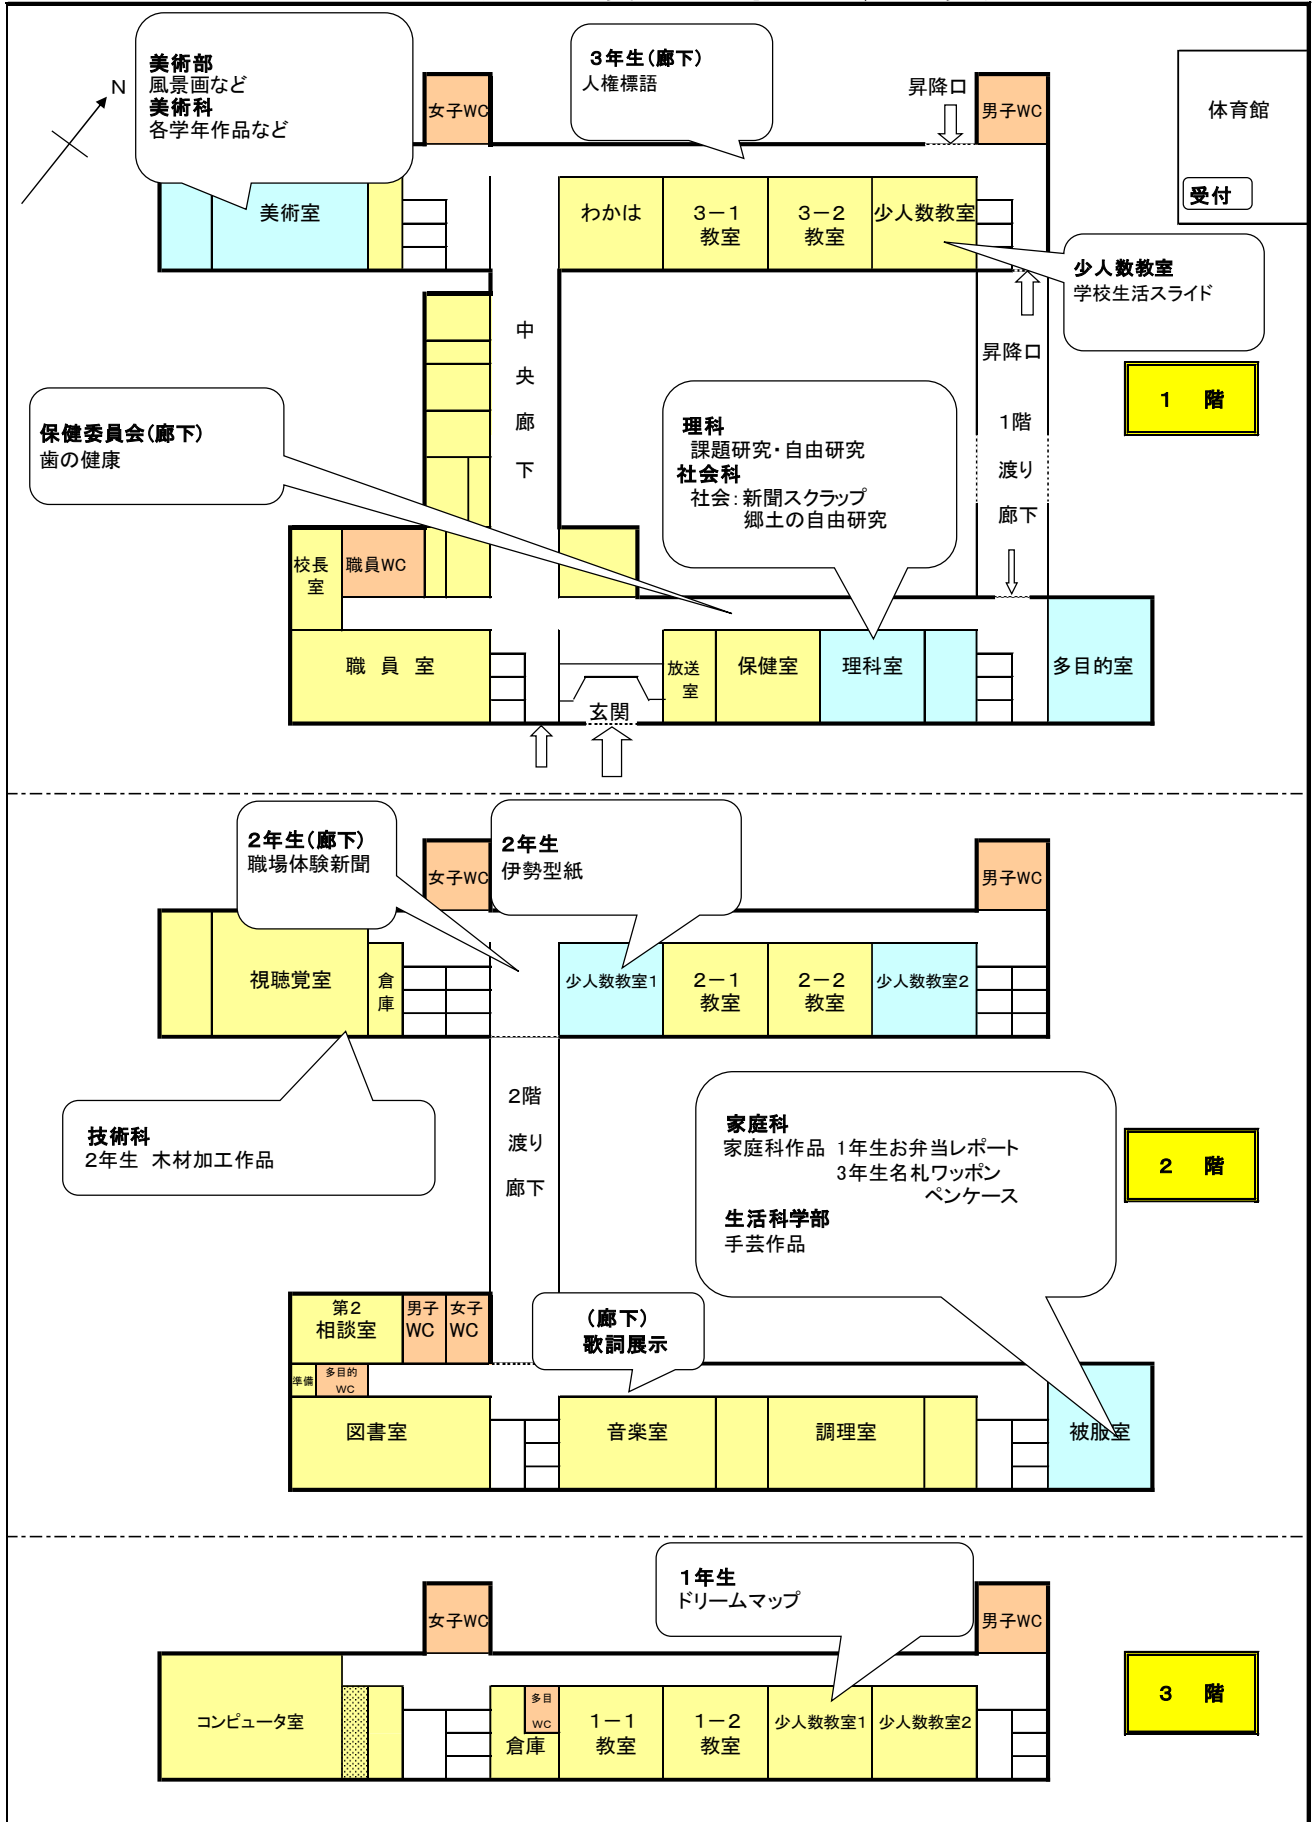 美術部
風景画など
美術科
各学年作品など
N
女子WC
3年生(廊下)
人権標語
昇降口
男子WC
体育館
受付
美術室
わかは
3-1
教室
3-2
教室
少人数教室
少人数教室
学校生活スライド
昇降口
中
央
廊
下
1 階
保健委員会(廊下)
歯の健康
理科
課題研究・自由研究
社会科
社会:新聞スクラップ
郷土の自由研究
1階
渡り
廊下
校長
室
職員WC
職 員 室
放送
室
保健室
理科室
多目的室
玄関
2年生(廊下)
職場体験新聞
女子WC
2年生
伊勢型紙
男子WC
視聴覚室
倉
庫
少人数教室1
2-1
教室
2-2
教室
少人数教室2
2階
渡り
廊下
技術科
2年生 木材加工作品
家庭科
家庭科作品 1年生お弁当レポート
3年生名札ワッポン
ペンケース
生活科学部
手芸作品
2 階
第2
相談室
男子
WC
女子
WC
(廊下)
歌詞展示
準備
多目的
WC
図書室
音楽室
調理室
被服室
1年生
ドリームマップ
女子WC
男子WC
3 階
コンピュータ室
多目
WC
倉庫
1-1
教室
1-2
教室
少人数教室1
少人数教室2